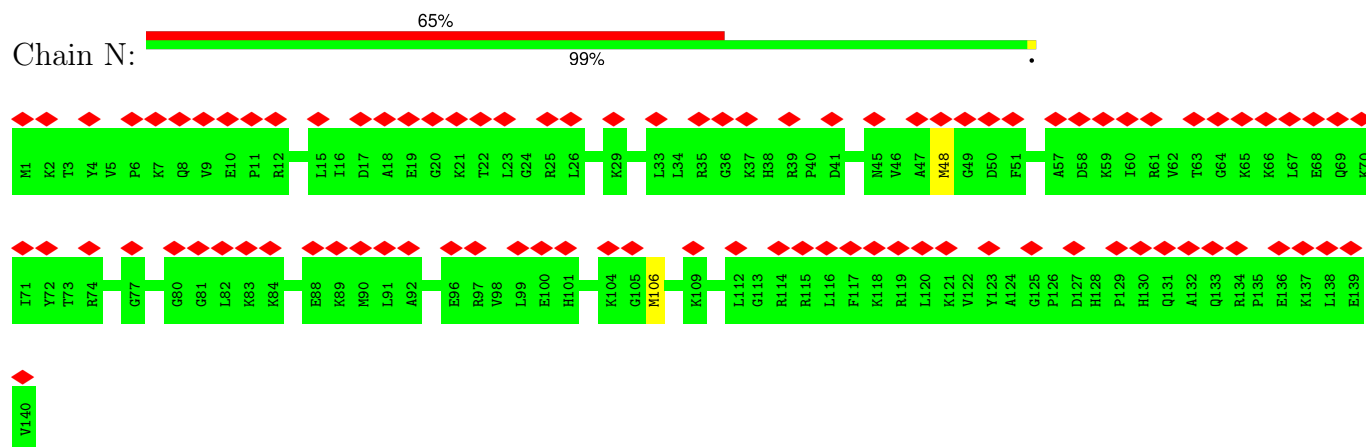 65%
Chain N:
99%
.
M1 K2 T3 Y4 V5 P6 K7 Q8 V9 E10 P11 R12 L15 I16 D17 A18 E19 G20 K21 T22 L23 G24 R25 L26 K29 L33 L34 R35 G36 K37 H38 R39 P40 D41 N45 V46 A47 M48 G49 D50 F51 A57 D58 K59 I60 R61 V62 T63 G64 K65 K66 L67 E68 Q69 K70
I71 Y72 T73 R74 G77 G80 G81 L82 K83 K84 E88 K89 M90 L91 A92 E96 R97 V98 L99 E100 H101 K104 G105 M106 K109 L112 G113 R114 R115 L116 F117 K118 R119 L120 K121 V122 Y123 A124 G125 P126 D127 H128 P129 H130 Q131 A132 Q133 R134 P135 E136 K137 L138 E139
V140